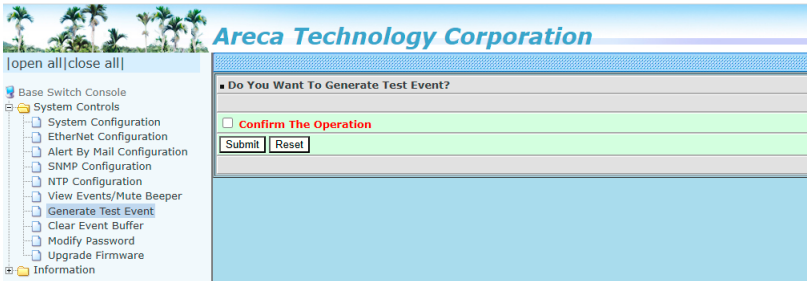 Areca Technology Corporation
|open all|close all|
Base Switch Console
System Controls
System Configuration
EtherNet Configuration
Alert By Mail Configuration
SNMP Configuration
NTP Configuration
View Events/Mute Beeper
Generate Test Event
Clear Event Buffer
Modify Password
Upgrade Firmware
Information
Do You Want To Generate Test Event?
Confirm The Operation
Submit Reset